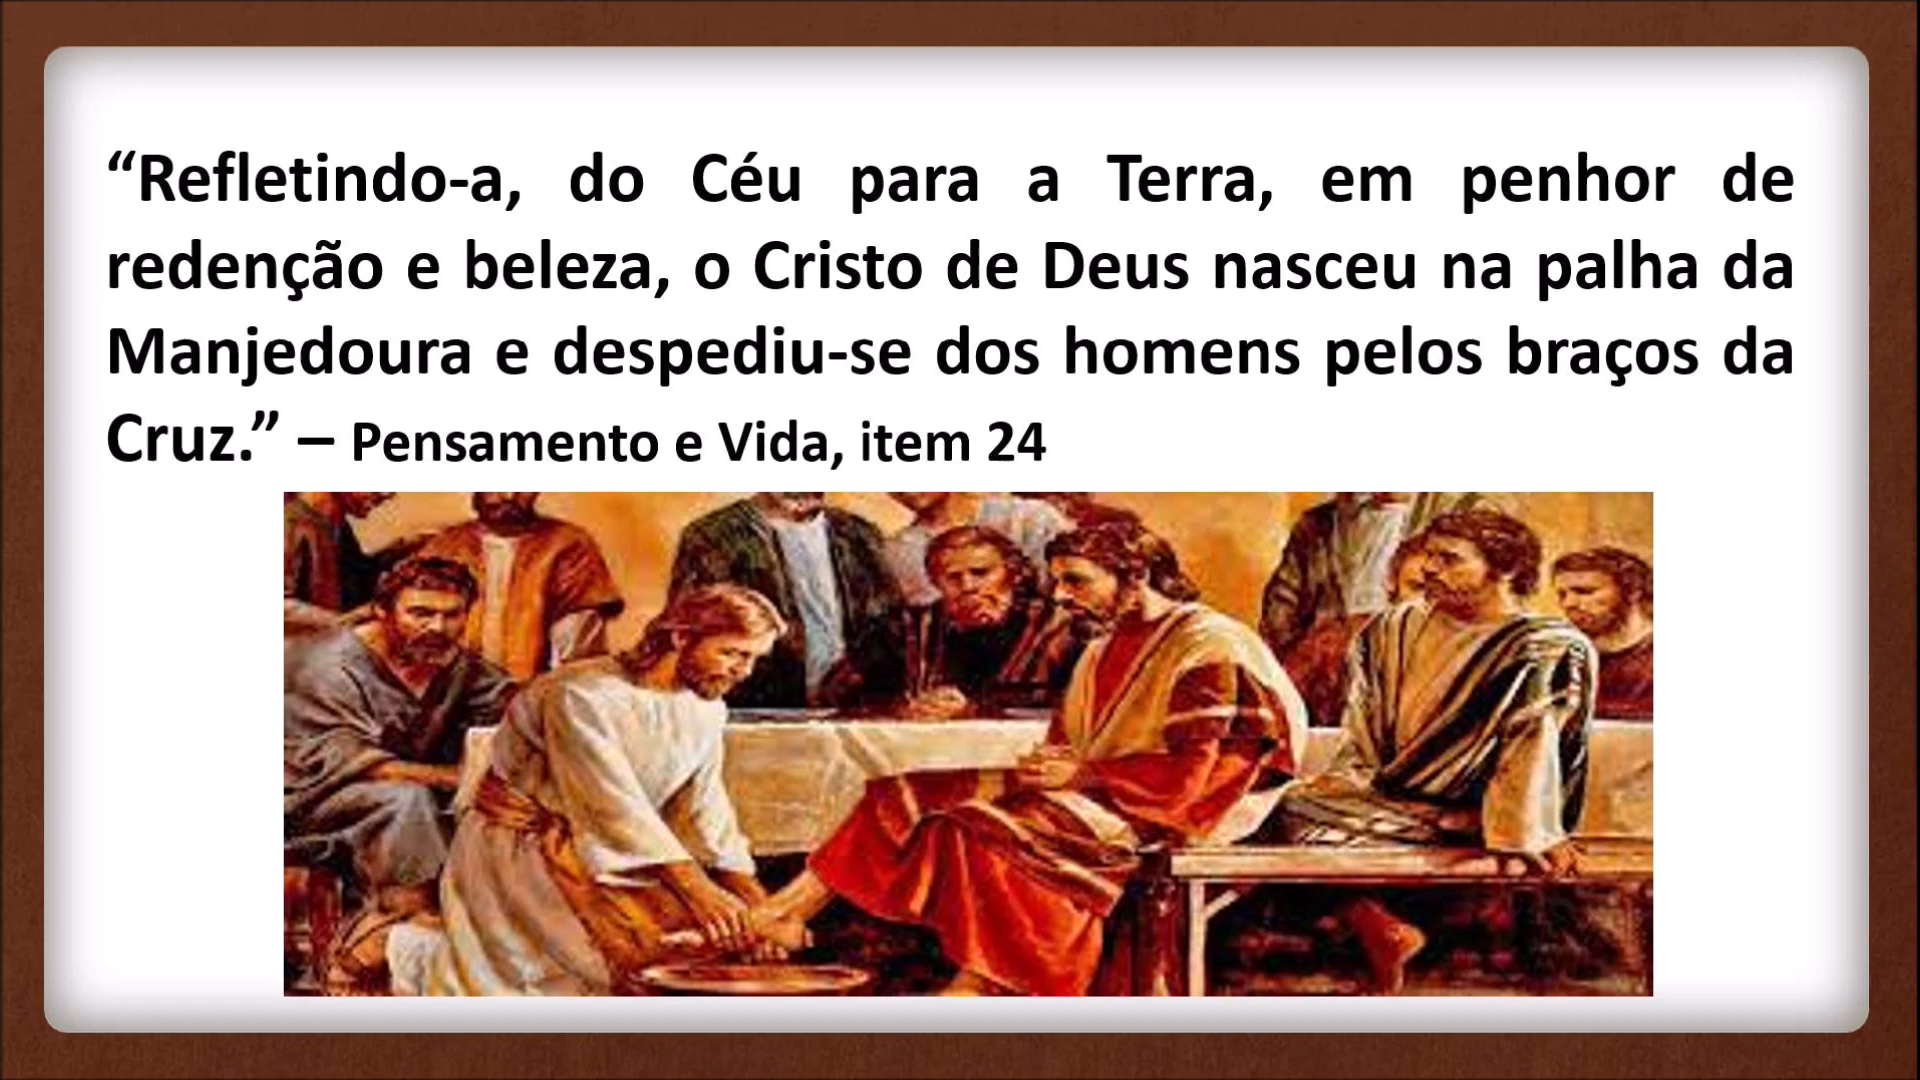 “Refletindo-a, do Céu para a Terra, em penhor de
redenção e beleza, o Cristo de Deus nasceu na palha da
Manjedoura e despediu-se dos homens pelos braços da
Cruz.” – Pensamento e Vida, item 24